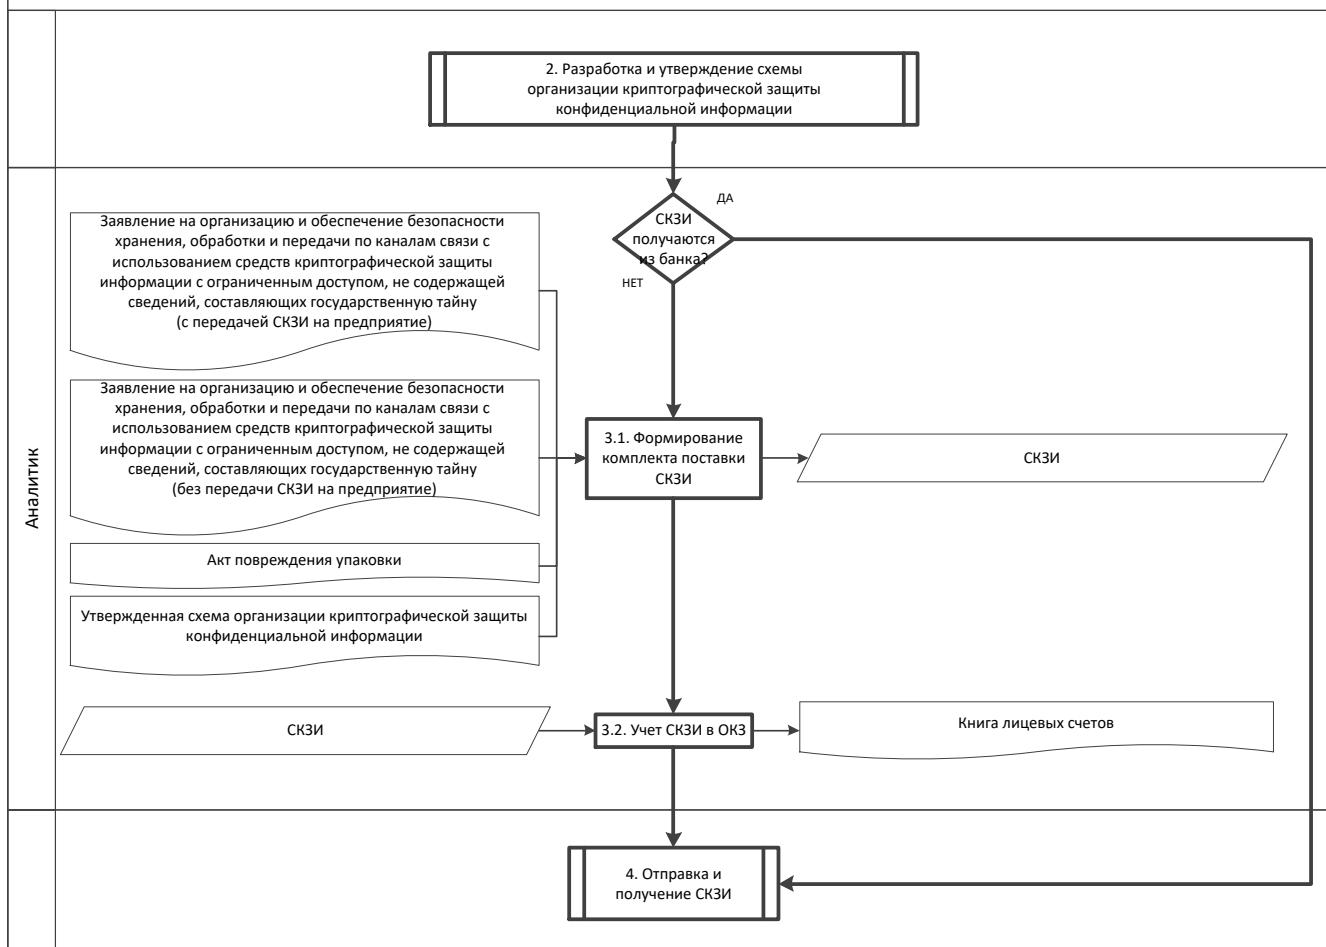 2. Разработка и утверждение схемы
организации криптографической защиты
конфиденциальной информации
ДА
СКЗИ
получаются
из банка?
НЕТ
Заявление на организацию и обеспечение безопасности
хранения, обработки и передачи по каналам связи с
использованием средств криптографической защиты
информации с ограниченным доступом, не содержащей
сведений, составляющих государственную тайну
(с передачей СКЗИ на предприятие)
Заявление на организацию и обеспечение безопасности
хранения, обработки и передачи по каналам связи с
использованием средств криптографической защиты
информации с ограниченным доступом, не содержащей
сведений, составляющих государственную тайну
(без передачи СКЗИ на предприятие)
3.1. Формирование
комплекта поставки
СКЗИ
СКЗИ
Аналитик
Акт повреждения упаковки
Утвержденная схема организации криптографической защиты
конфиденциальной информации
СКЗИ
3.2. Учет СКЗИ в ОКЗ
Книга лицевых счетов
4. Отправка и
получение СКЗИ